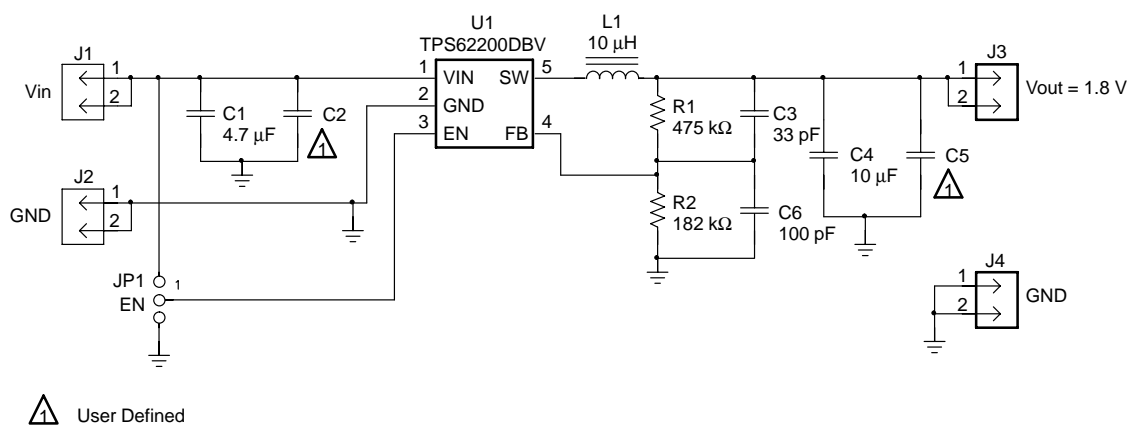 U1
TPS62200DBV
L1
10 μH
J1
Vin
1
2
1
VIN
SW
5
2
GND
3
EN
FB
4
C1
4.7 μF
C2
1
R1
475 kΩ
C3
33 pF
C4
10 μF
C5
1
J3
1
2
Vout = 1.8 V
J2
GND
1
2
R2
182 kΩ
C6
100 pF
JP1
1
EN
J4
1
2
GND
1 User Defined